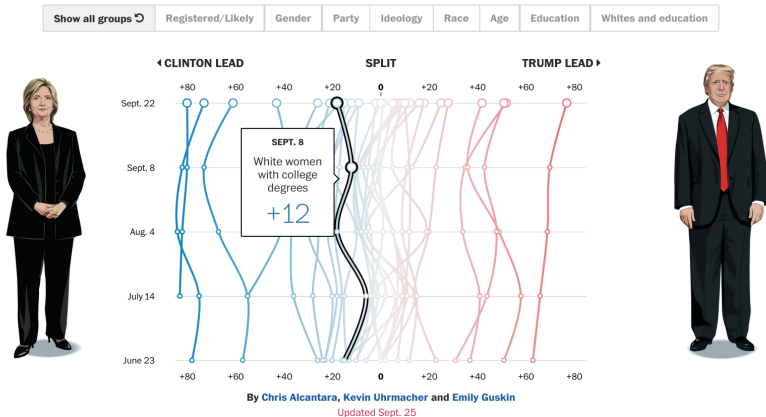 Show all groups Registered/Likely Gender Party Ideology Race Age Education Whites and education
CLINTON LEAD SPLIT TRUMP LEAD
+80 +60 +40 +20 0 +20 +40 +60 +80
Sept. 22
SEPT. 8
White women
with college
degrees
+12
Sept. 8
Aug. 4
July 14
June 23
+80 +60 +40 +20 0 +20 +40 +60 +80
By Chris Alcantara, Kevin Uhrmacher and Emily Guskin
Updated Sept. 25